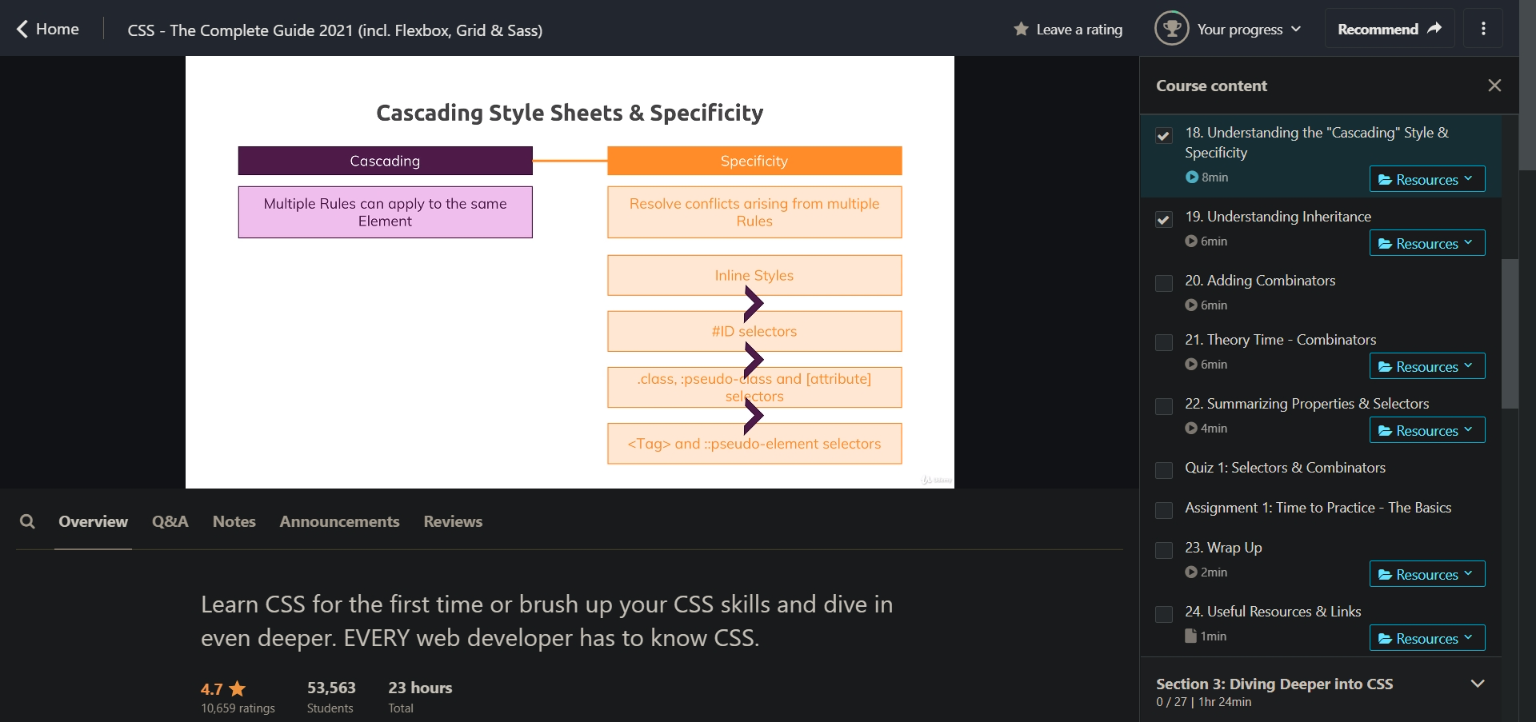 Home
CSS - The Complete Guide 2021 (incl. Flexbox, Grid & Sass)
Leave a rating
Your progress
Recommend
Cascading Style Sheets & Specificity
Cascading
Specificity
Multiple Rules can apply to the same
Element
Resolve conflicts arising from multiple
Rules
Inline Styles
#ID selectors
.class, :pseudo-class and [attribute]
selectors
<Tag> and ::pseudo-element selectors
Overview
Q&A
Notes
Announcements
Reviews
Learn CSS for the first time or brush up your CSS skills and dive in
even deeper. EVERY web developer has to know CSS.
4.7
10,659 ratings
53,563
Students
23 hours
Total
Course content
18. Understanding the "Cascading" Style &
Specificity
8min
Resources
19. Understanding Inheritance
6min
Resources
20. Adding Combinators
6min
21. Theory Time - Combinators
6min
Resources
22. Summarizing Properties & Selectors
4min
Resources
Quiz 1: Selectors & Combinators
Assignment 1: Time to Practice - The Basics
23. Wrap Up
2min
Resources
24. Useful Resources & Links
1min
Resources
Section 3: Diving Deeper into CSS
0 / 27 | 1hr 24min